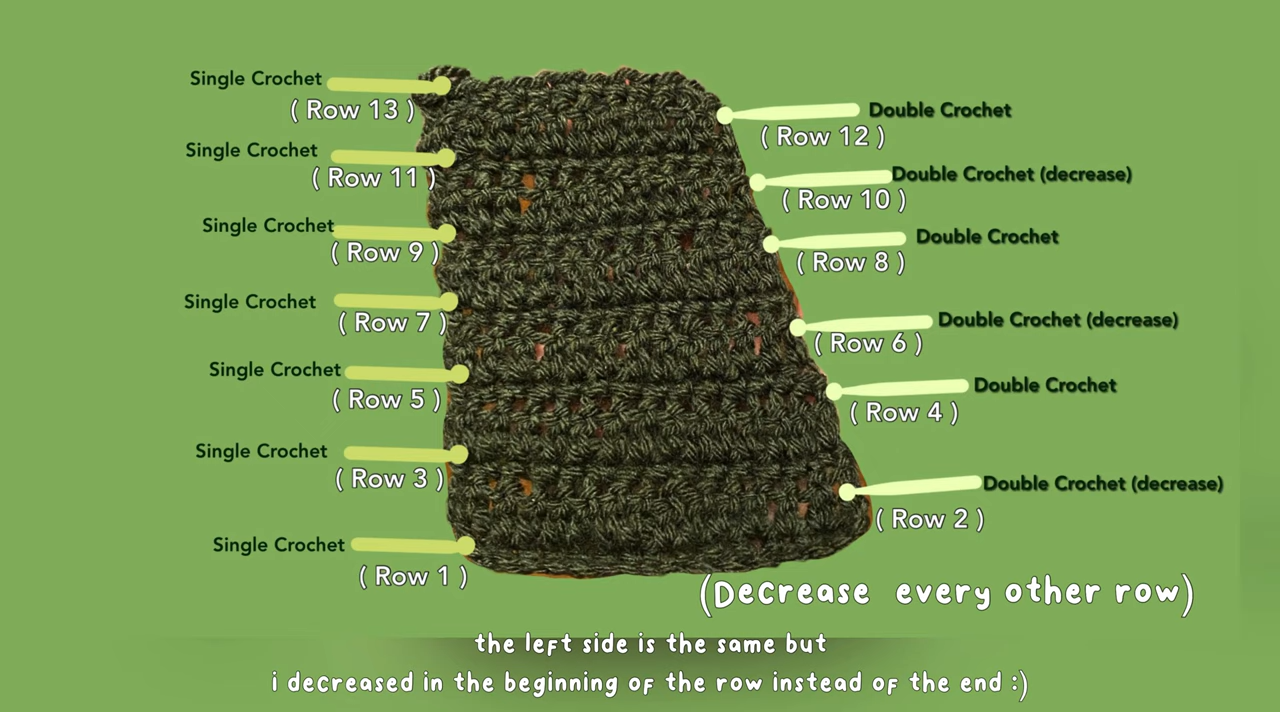 Single Crochet
( Row 13 )
Double Crochet
( Row 12 )
Single Crochet
( Row 11 )
Double Crochet (decrease)
( Row 10 )
Single Crochet
( Row 9 )
Double Crochet
( Row 8 )
Single Crochet
( Row 7 )
Double Crochet (decrease)
( Row 6 )
Single Crochet
( Row 5 )
Double Crochet
( Row 4 )
Single Crochet
( Row 3 )
Double Crochet (decrease)
( Row 2 )
Single Crochet
( Row 1 )
(Decrease every other row)
the left side is the same but
i decreased in the beginning of the row instead of the end :)